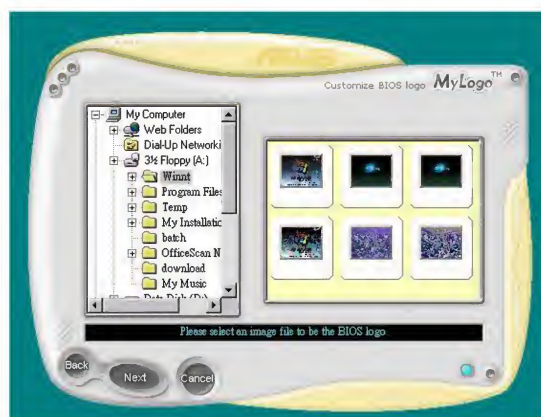 Customize BIOS logo MyLogo™
My Computer
Web Folders
Dial-Up Networki
3½ Floppy (A:)
Winnt
Program Files
Temp
My Installatic
batch
OfficeScan N
download
My Music
Data Disk (D:)
Please select an image file to be the BIOS logo
Back
Next
Cancel